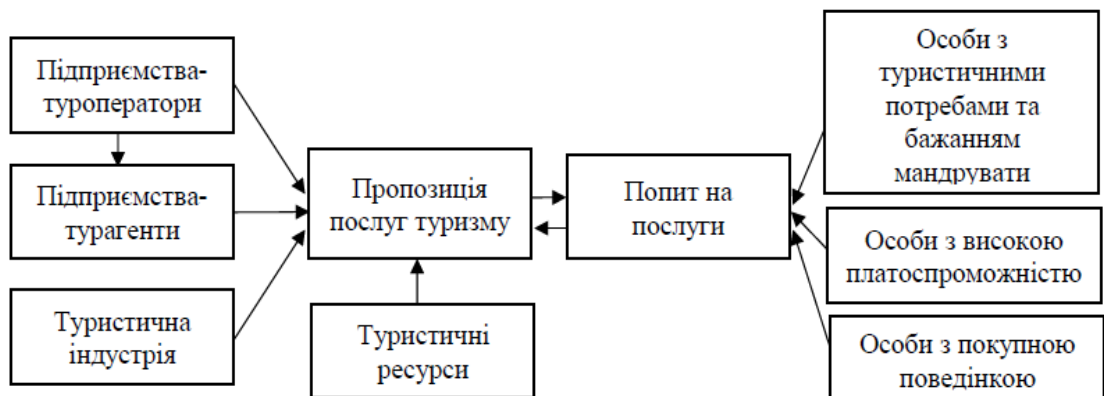 Підприємства-
туроператори
Підприємства-
турагенти
Туристична
індустрія
Пропозиція
послуг туризму
Туристичні
ресурси
Попит на
послуги
Особи з
туристичними
потребами та
бажанням
мандрувати
Особи з високою
платоспроможністю
Особи з покупною
поведінкою